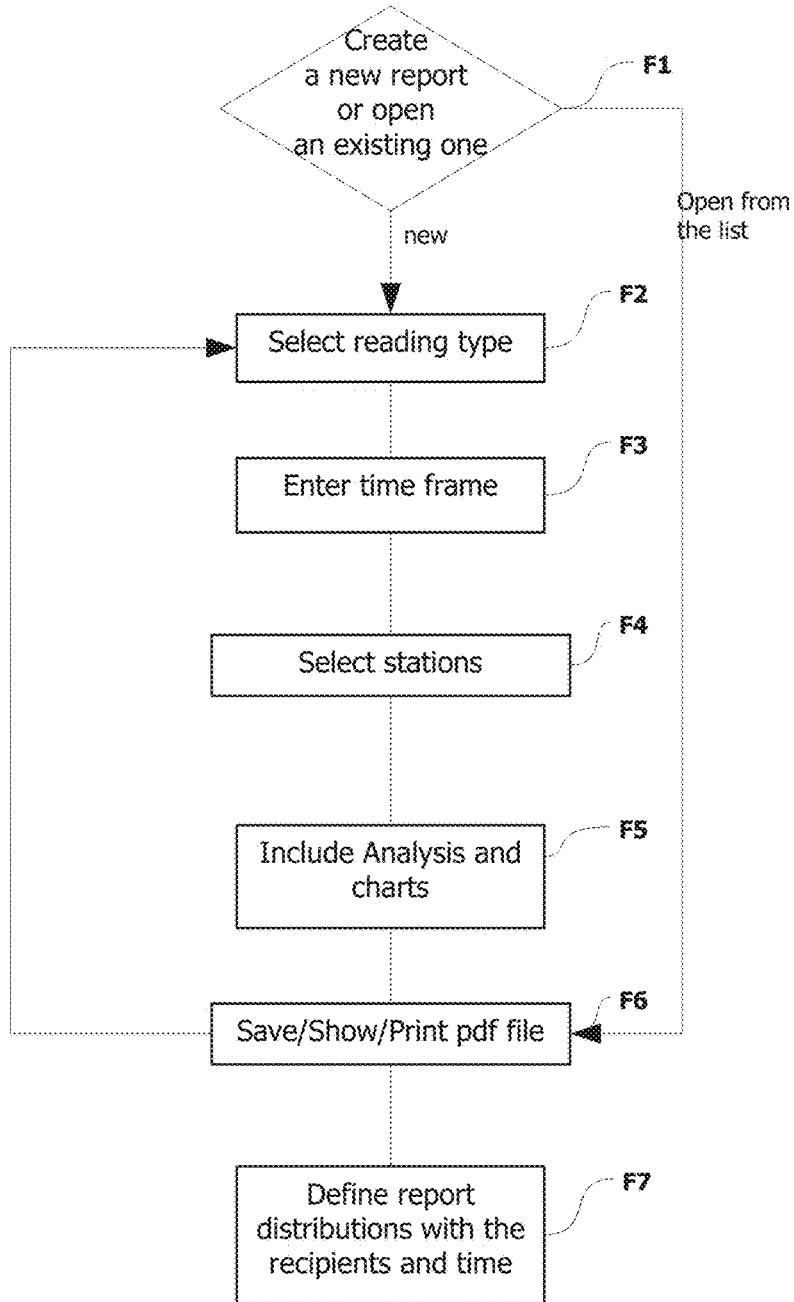 Create
a new report
or open
an existing one
F1
Open from
the list
new
F2
Select reading type
F3
Enter time frame
F4
Select stations
F5
Include Analysis and
charts
F6
Save/Show/Print pdf file
F7
Define report
distributions with the
recipients and time